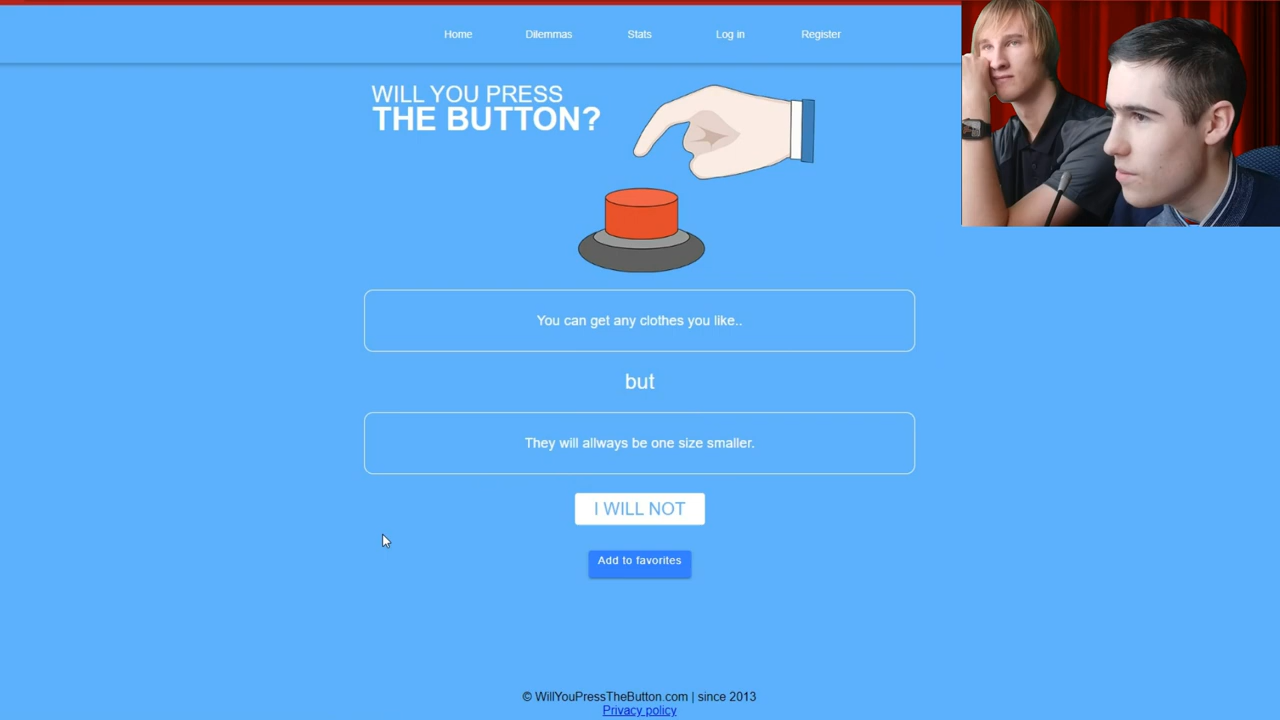 Home
Dilemmas
Stats
Log in
Register
WILL YOU PRESS
THE BUTTON?
You can get any clothes you like..
but
They will allways be one size smaller.
I WILL NOT
Add to favorites
© WillYouPressTheButton.com | since 2013
Privacy policy